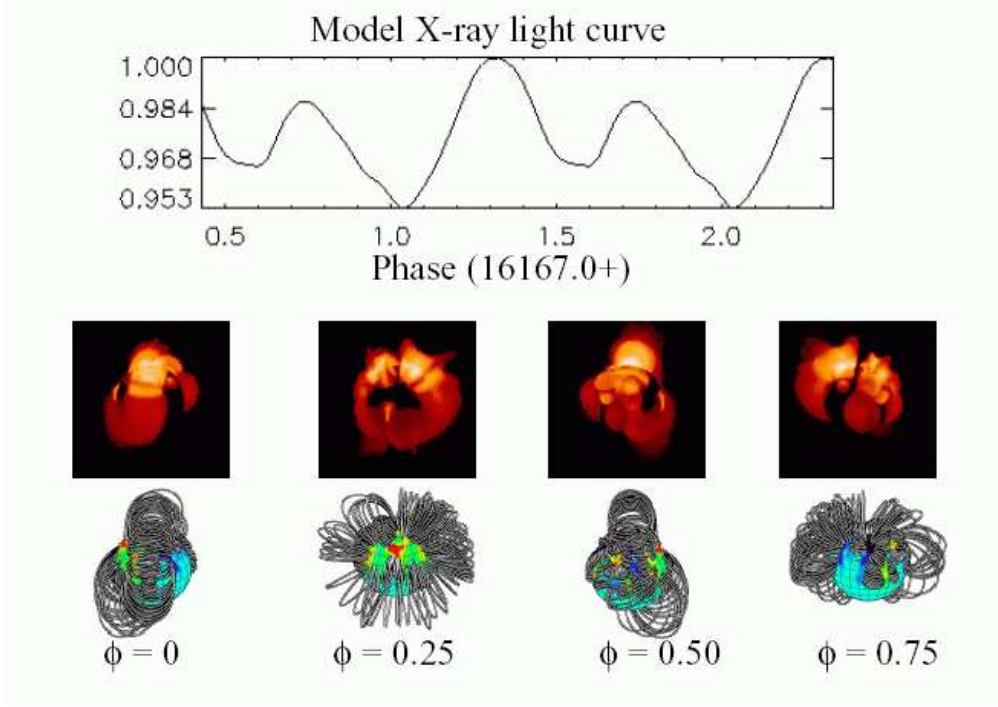 Model X-ray light curve
1.000
0.984
0.968
0.953
0.5 1.0 1.5 2.0
Phase (16167.0+)
ϕ = 0 ϕ = 0.25 ϕ = 0.50 ϕ = 0.75